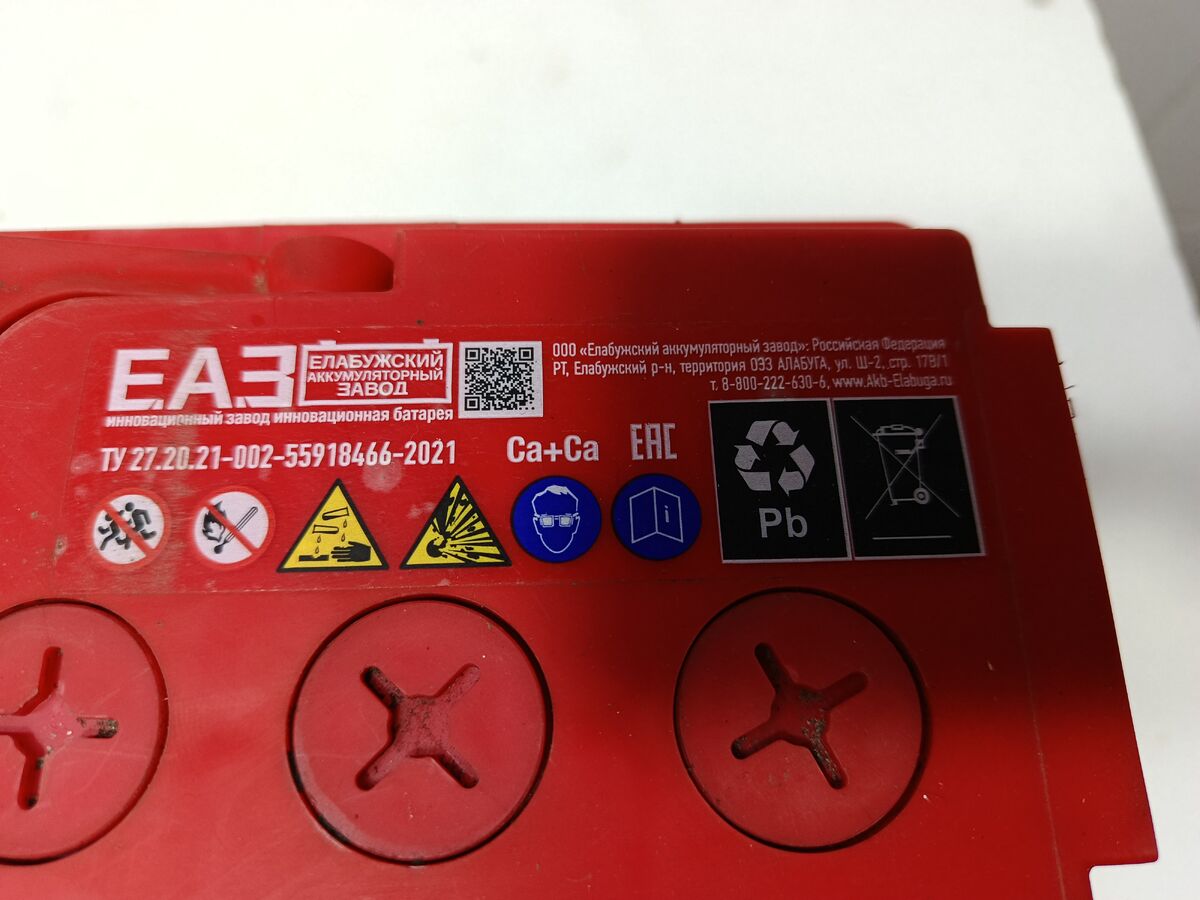 Е.А.З
ЕЛАБУЖСКИЙ
АККУМУЛЯТОРНЫЙ
ЗАВОД
инновационный завод инновационная батарея
ООО «Елабужский аккумуляторный завод»: Российская Федерация
РТ, Елабужский р-н, территория ОЭЗ АЛАБУГА, ул. Ш-2, стр. 17В/1
т. 8-800-222-630-6, www.Akb-Elabuga.ru
ТУ 27.20.21-002-55918466-2021
Ca+Ca
EAC
i
Pb